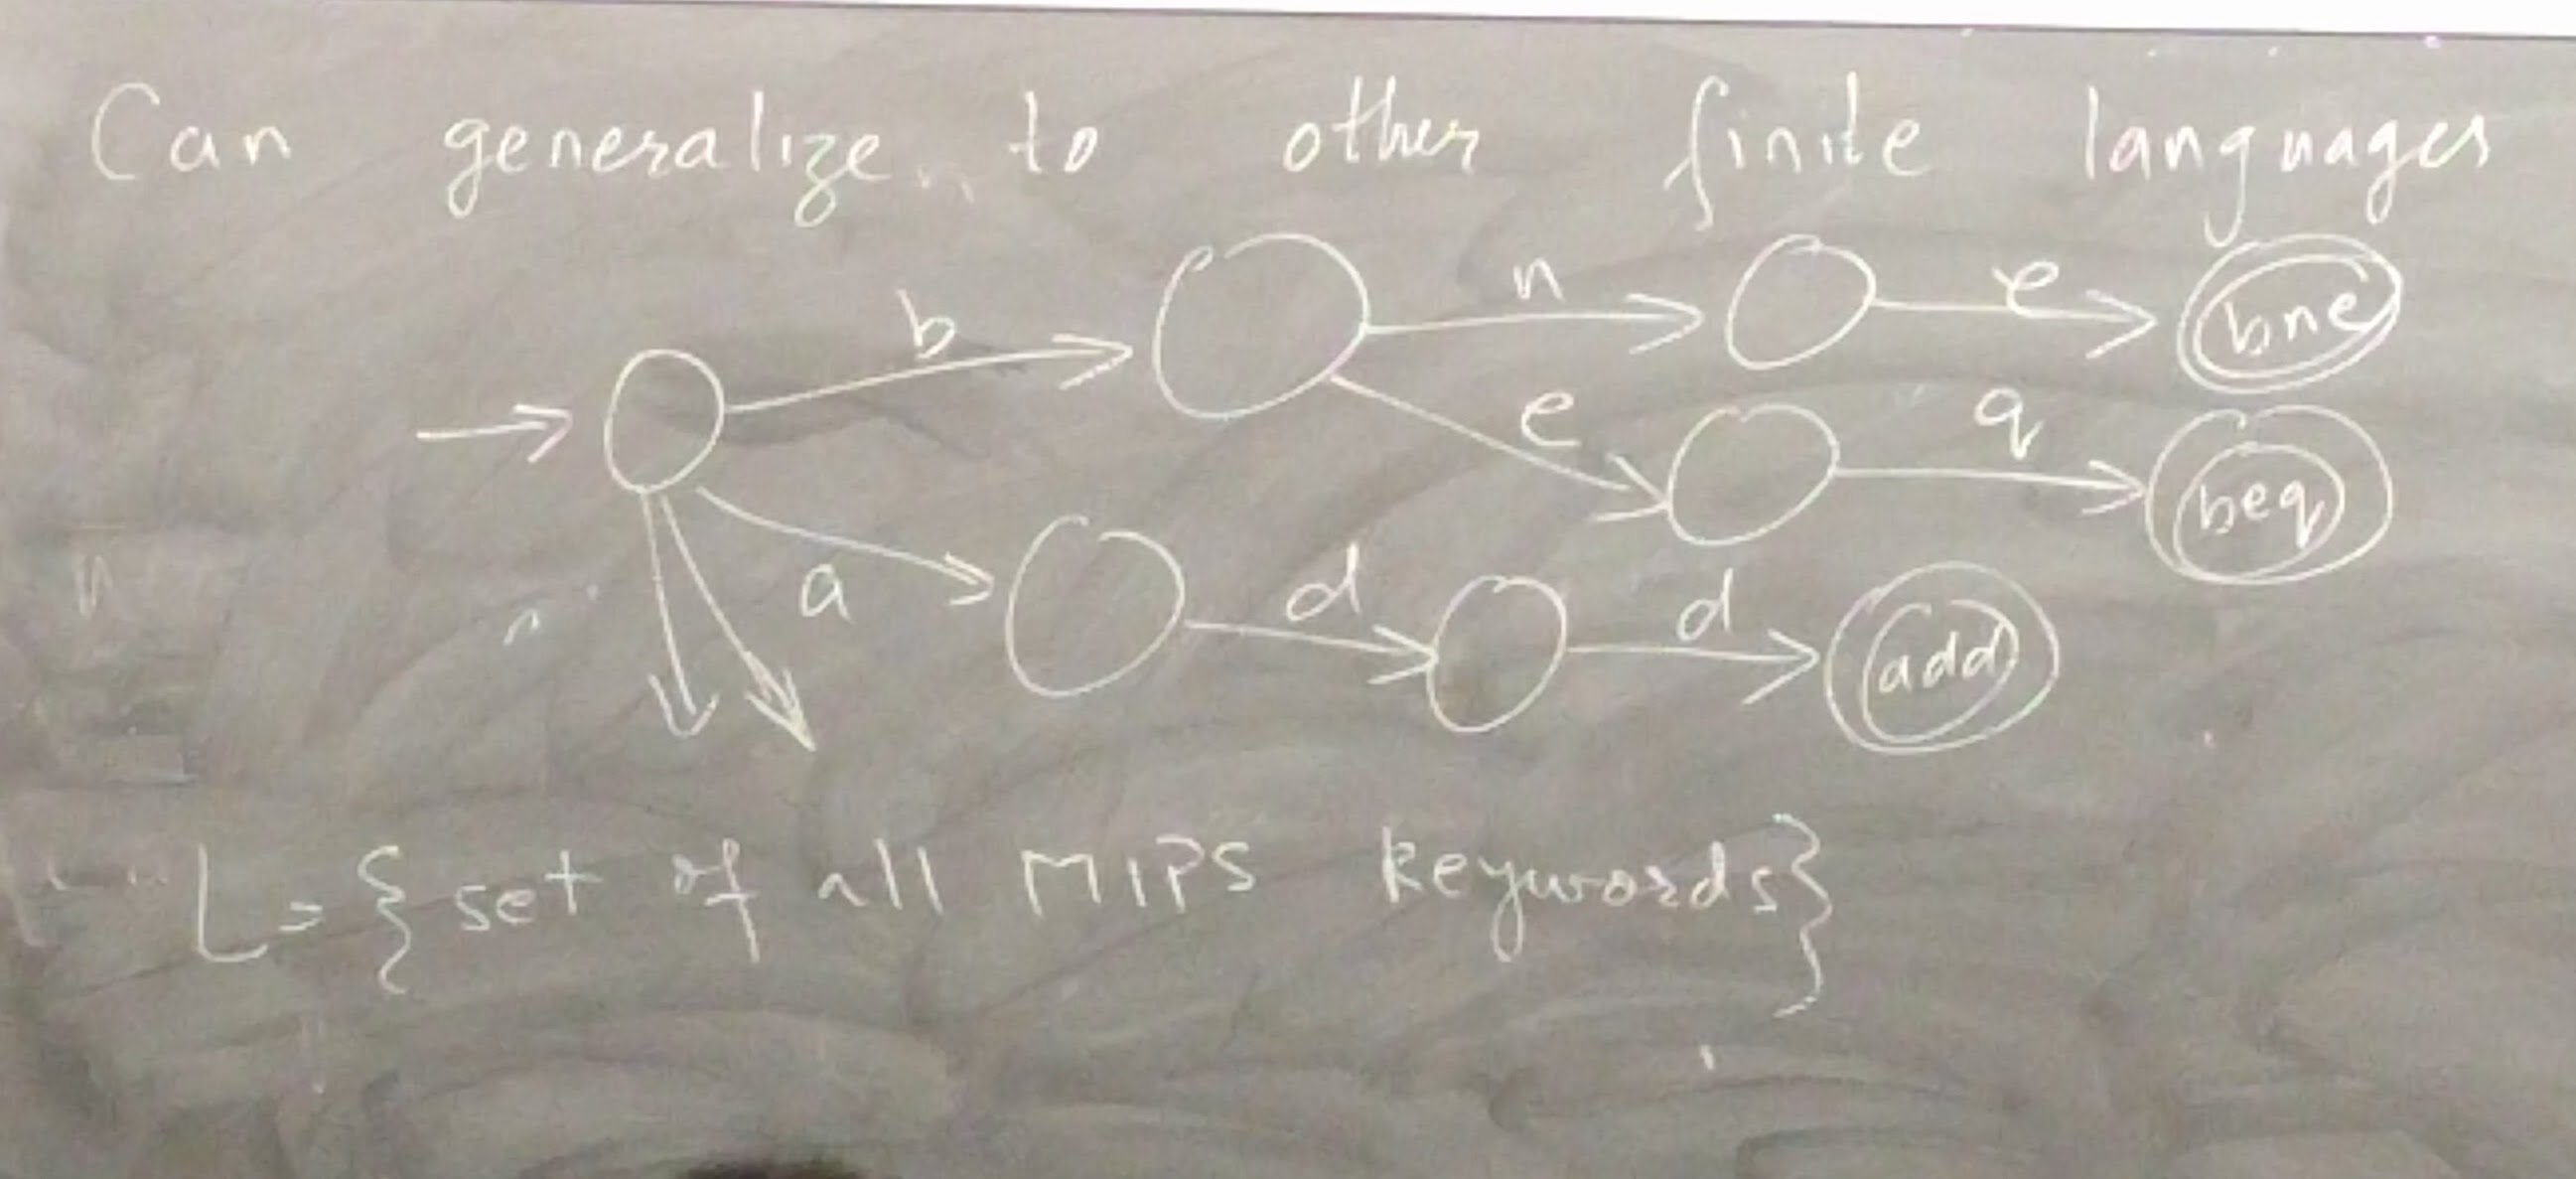 Can generalize to other finite languages
b n e bne
e q beq
a d d add
L = {set of all MIPS keywords}